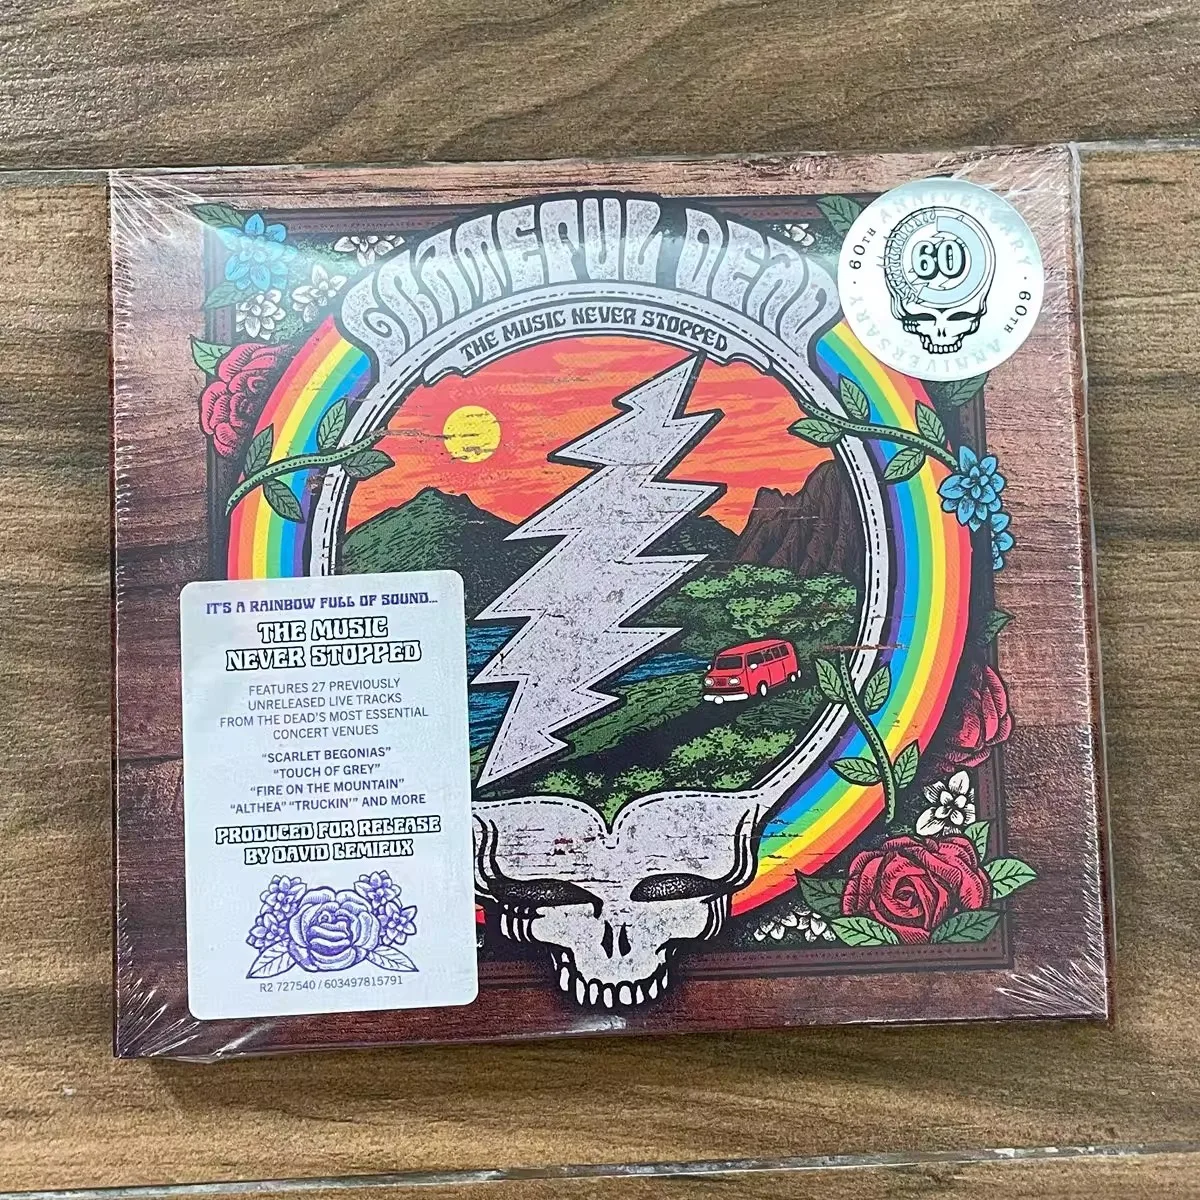 GRATEFUL DEAD
THE MUSIC NEVER STOPPED
60TH ANNIVERSARY · 60TH ANNIVERSARY ·
60
IT'S A RAINBOW FULL OF SOUND...
THE MUSIC
NEVER STOPPED
FEATURES 27 PREVIOUSLY
UNRELEASED LIVE TRACKS
FROM THE DEAD'S MOST ESSENTIAL
CONCERT VENUES
"SCARLET BEGONIAS"
"TOUCH OF GREY"
"FIRE ON THE MOUNTAIN"
"ALTHEA" "TRUCKIN'" AND MORE
PRODUCED FOR RELEASE
BY DAVID LEMIEUX
R2 727540 / 603497815791